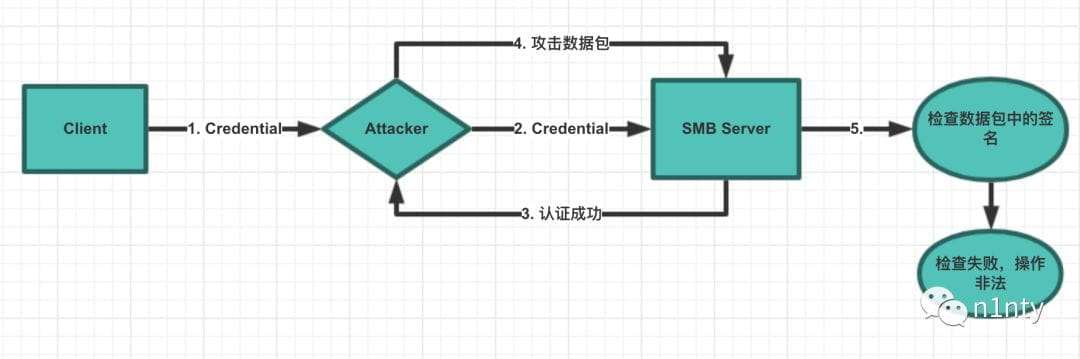 4. 攻击数据包
Client
1. Credential
Attacker
2. Credential
SMB Server
5.
检查数据包中的签
名
3. 认证成功
检查失败，操作
非法
n1nty